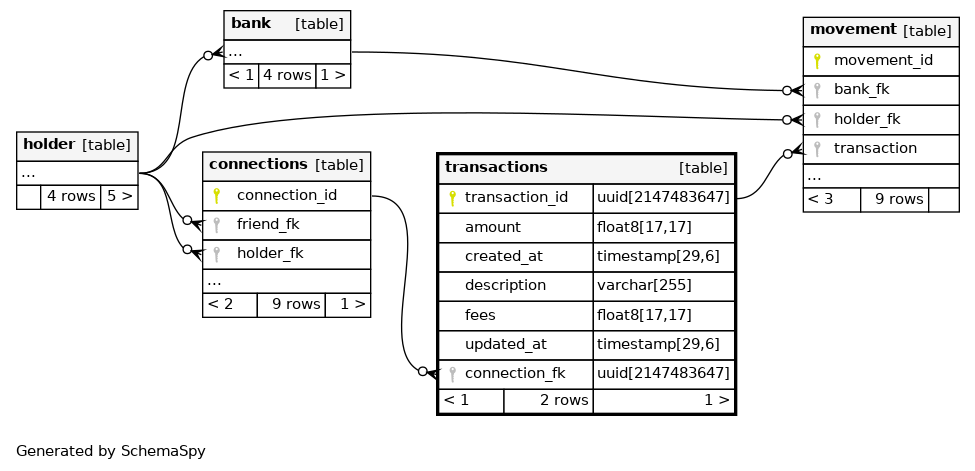 bank [table]
...
< 1 4 rows 1 >
movement [table]
movement_id
bank_fk
holder_fk
transaction
...
< 3 9 rows
holder [table]
...
4 rows 5 >
connections [table]
connection_id
friend_fk
holder_fk
...
< 2 9 rows 1 >
transactions [table]
transaction_id uuid[2147483647]
amount float8[17,17]
created_at timestamp[29,6]
description varchar[255]
fees float8[17,17]
updated_at timestamp[29,6]
connection_fk uuid[2147483647]
< 1 2 rows 1 >
Generated by SchemaSpy